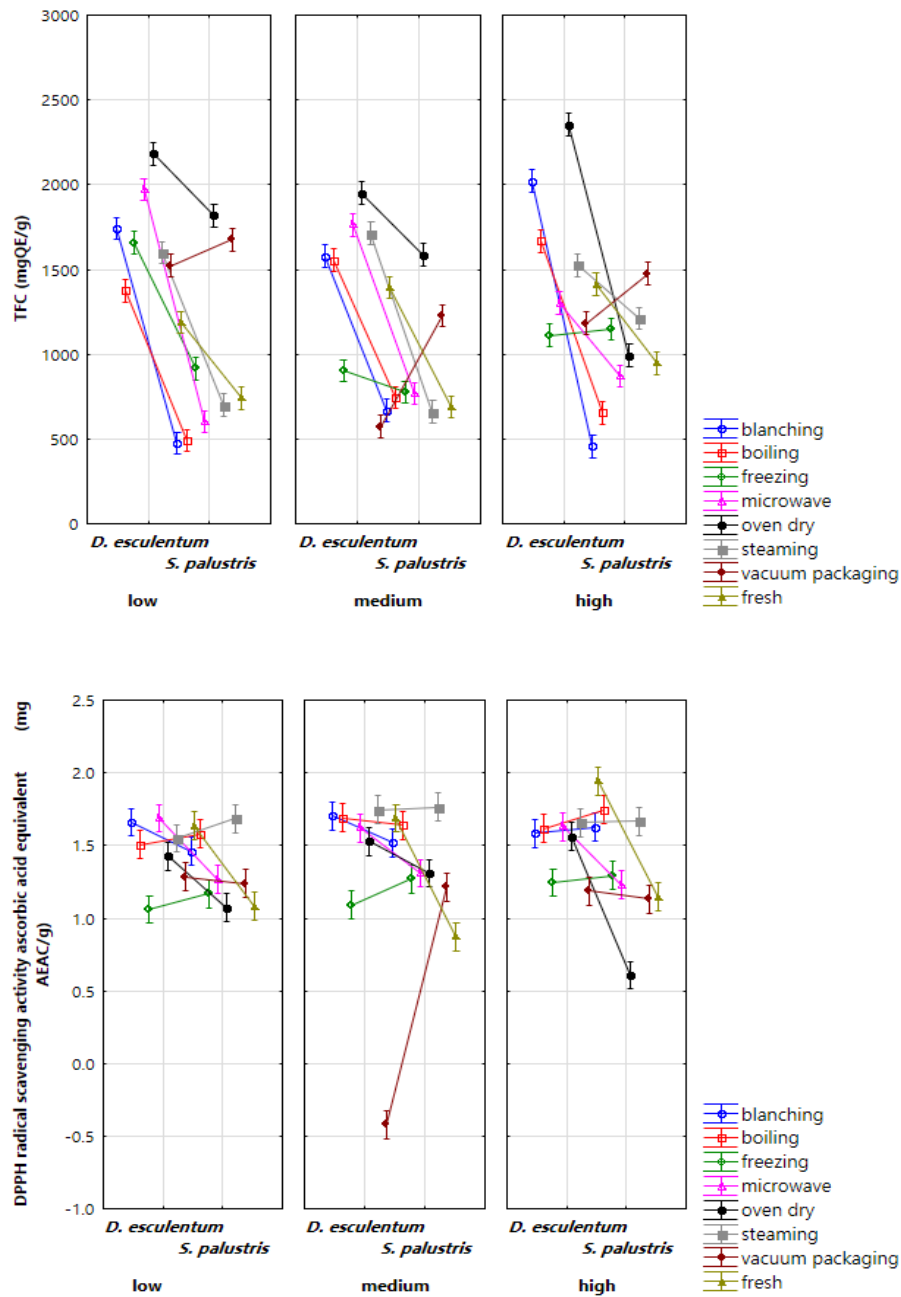 3000
2500
2000
1500
1000
500
0
TFC (mgQE/g)
D. esculentum
S. palustris
low
D. esculentum
S. palustris
medium
D. esculentum
S. palustris
high
blanching
boiling
freezing
microwave
oven dry
steaming
vacuum packaging
fresh
2.5
2.0
1.5
1.0
0.5
0.0
-0.5
-1.0
DPPH radical scavenging activity ascorbic acid equivalent (mg
AEAC/g)
D. esculentum
S. palustris
low
D. esculentum
S. palustris
medium
D. esculentum
S. palustris
high
blanching
boiling
freezing
microwave
oven dry
steaming
vacuum packaging
fresh